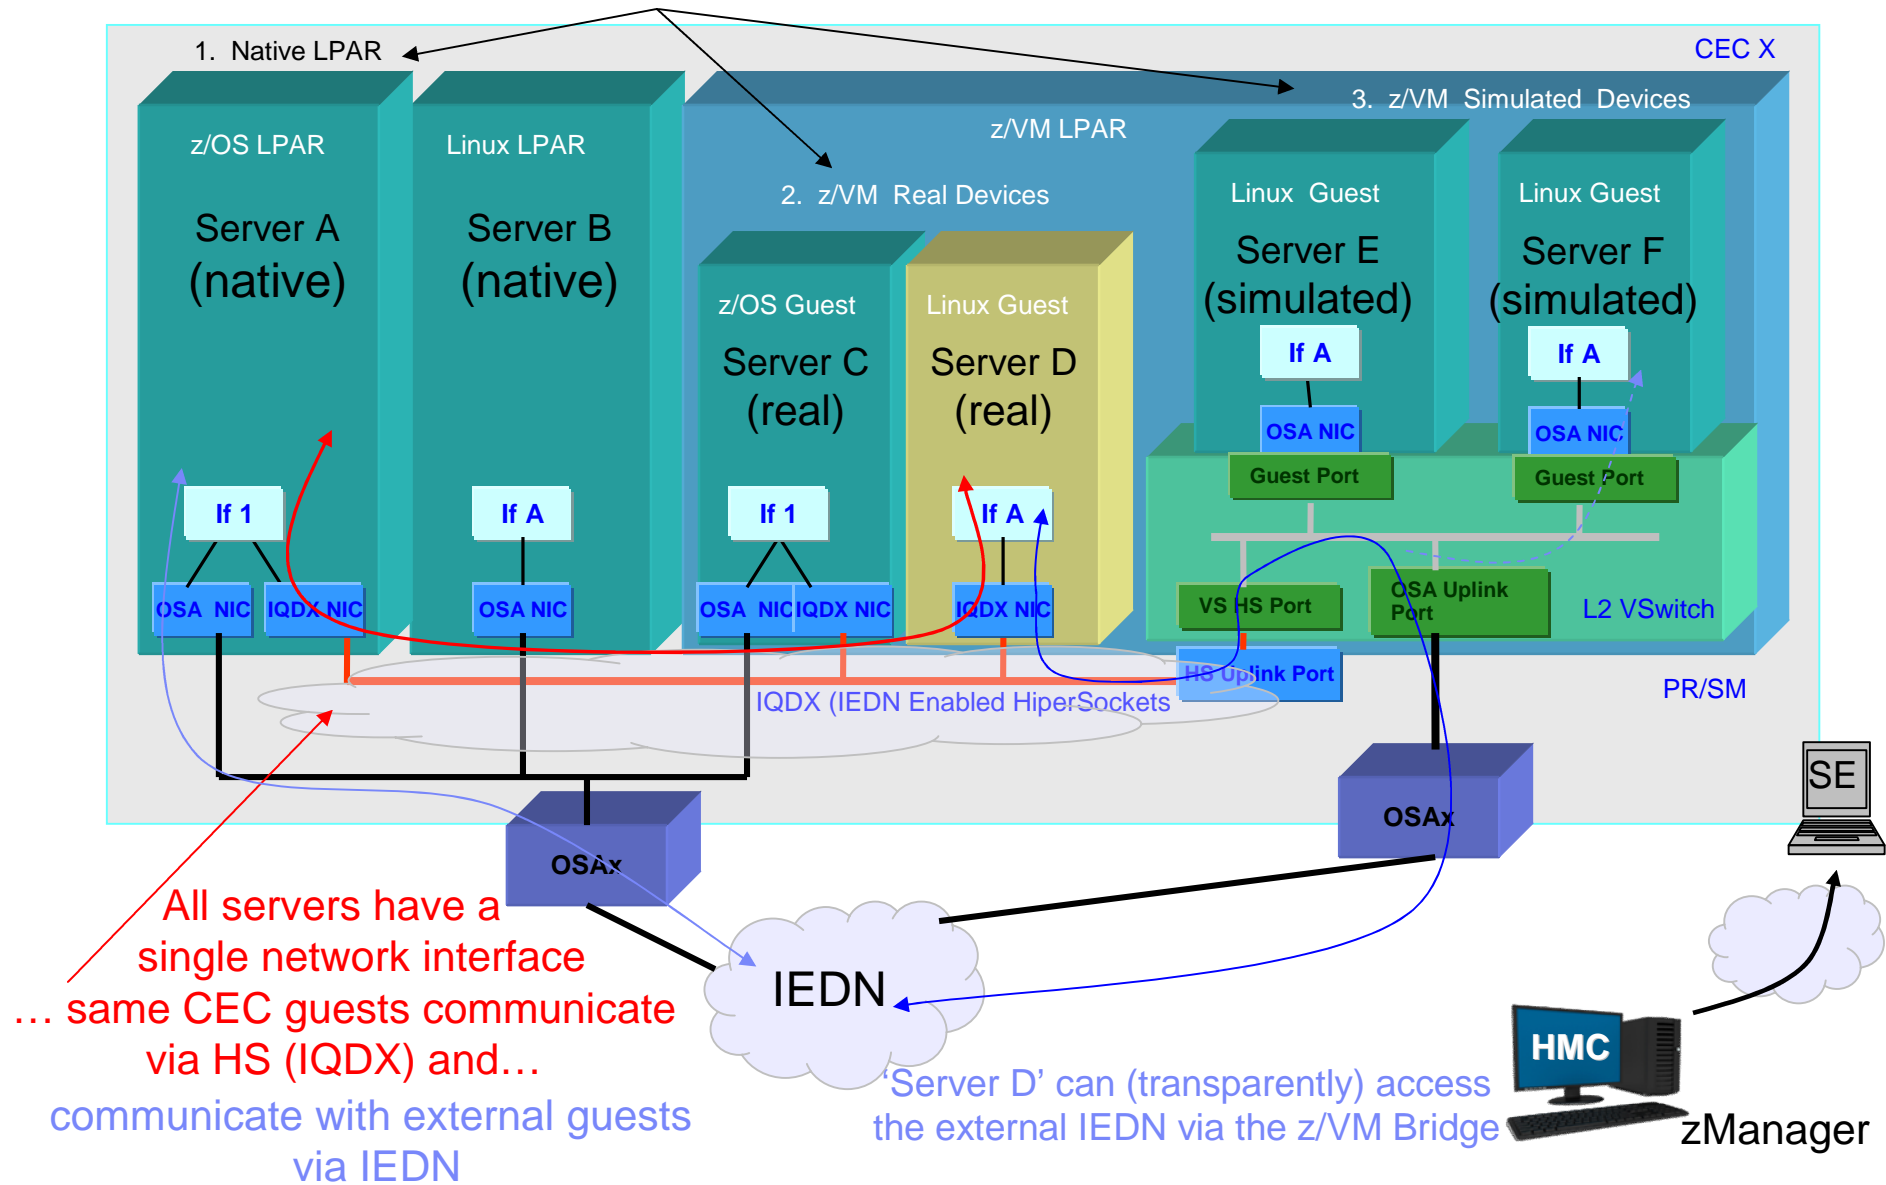 1. Native LPAR
CEC X
3. z/VM Simulated Devices
z/VM LPAR
z/OS LPAR
Linux LPAR
2. z/VM Real Devices
Linux Guest
Linux Guest
Server A
(native)
Server B
(native)
Server E
(simulated)
Server F
(simulated)
z/OS Guest
Linux Guest
Server C
(real)
Server D
(real)
If A
If A
OSA NIC
OSA NIC
Guest Port
Guest Port
If 1
If A
If 1
If A
OSA NIC
IQDX NIC
OSA NIC
OSA NIC
IQDX NIC
IQDX NIC
VS HS Port
OSA Uplink
Port
L2 VSwitch
HS Uplink Port
IQDX (IEDN Enabled HiperSockets
PR/SM
SE
OSAx
OSAx
All servers have a
single network interface
… same CEC guests communicate
via HS (IQDX) and…
communicate with external guests
via IEDN
IEDN
‘Server D’ can (transparently) access
the external IEDN via the z/VM Bridge
HMC
zManager